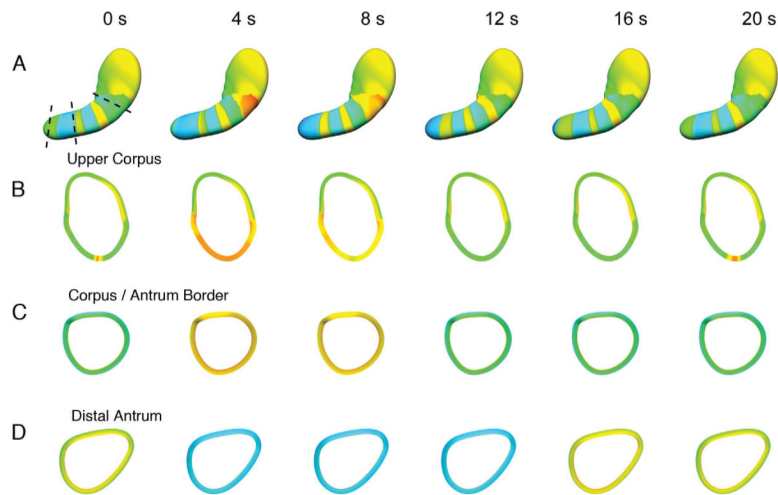 0 s 4 s 8 s 12 s 16 s 20 s
A
Upper Corpus
B
Corpus / Antrum Border
C
Distal Antrum
D